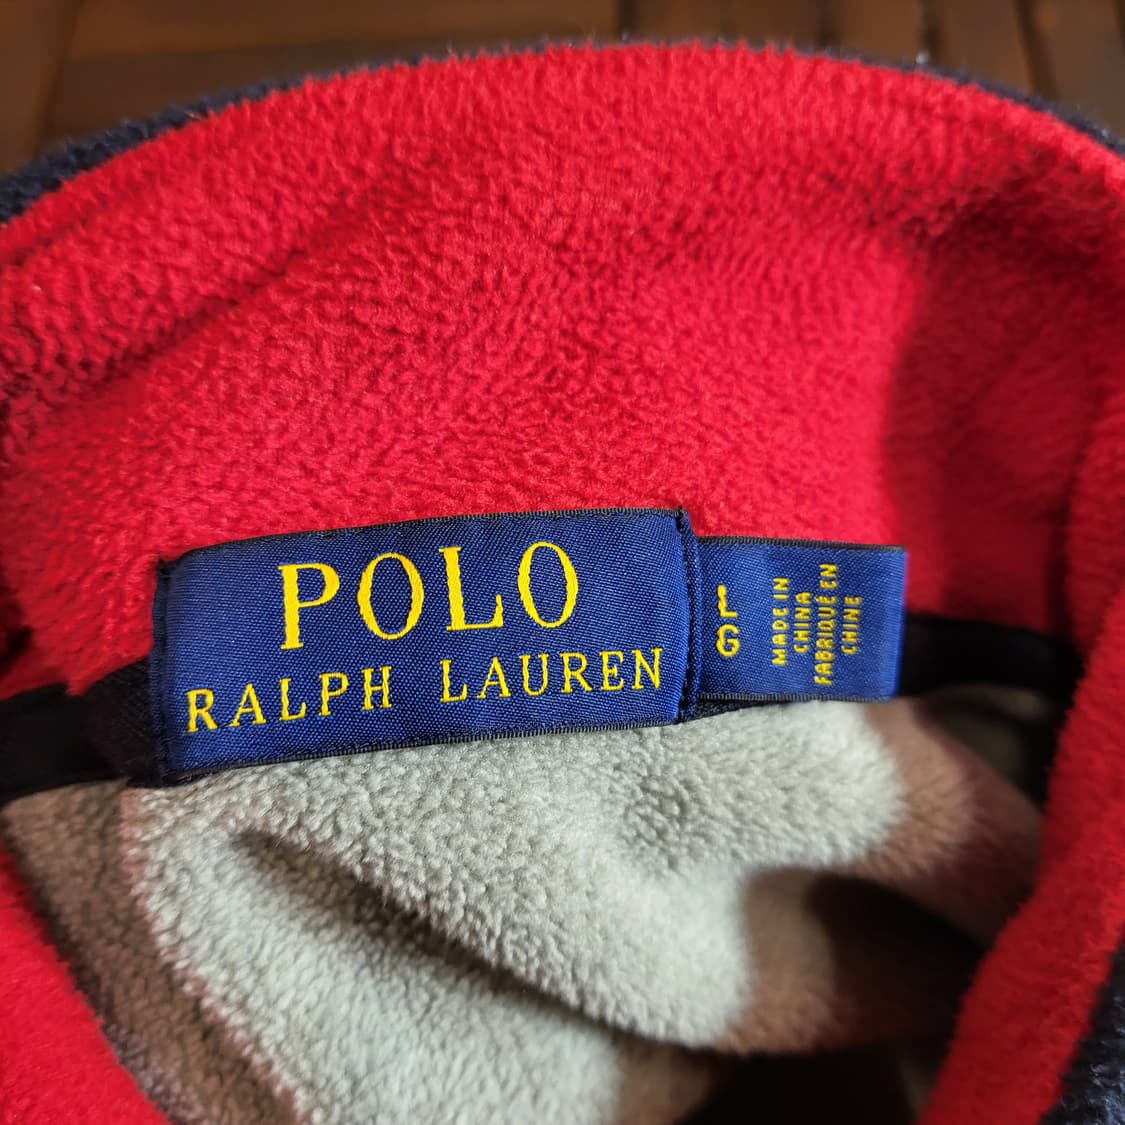 POLO
RALPH LAUREN
L
G
MADE IN
CHINA
FABRIQUÉ EN
CHINE